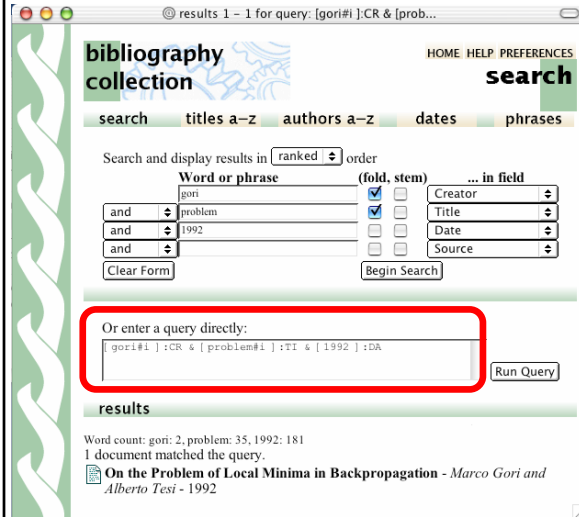 results 1 - 1 for query: [gori#i ]:CR & [prob...
bibliography
collection
HOME HELP PREFERENCES
search
search titles a–z authors a–z dates phrases
Search and display results in ranked order
Word or phrase (fold, stem) ... in field
gori Creator
and problem Title
and 1992 Date
and Source
Clear Form Begin Search
Or enter a query directly:
[ gori#i ]:CR & [ problem#i ]:TI & [ 1992 ]:DA
Run Query
results
Word count: gori: 2, problem: 35, 1992: 181
1 document matched the query.
On the Problem of Local Minima in Backpropagation - Marco Gori and
Alberto Tesi - 1992